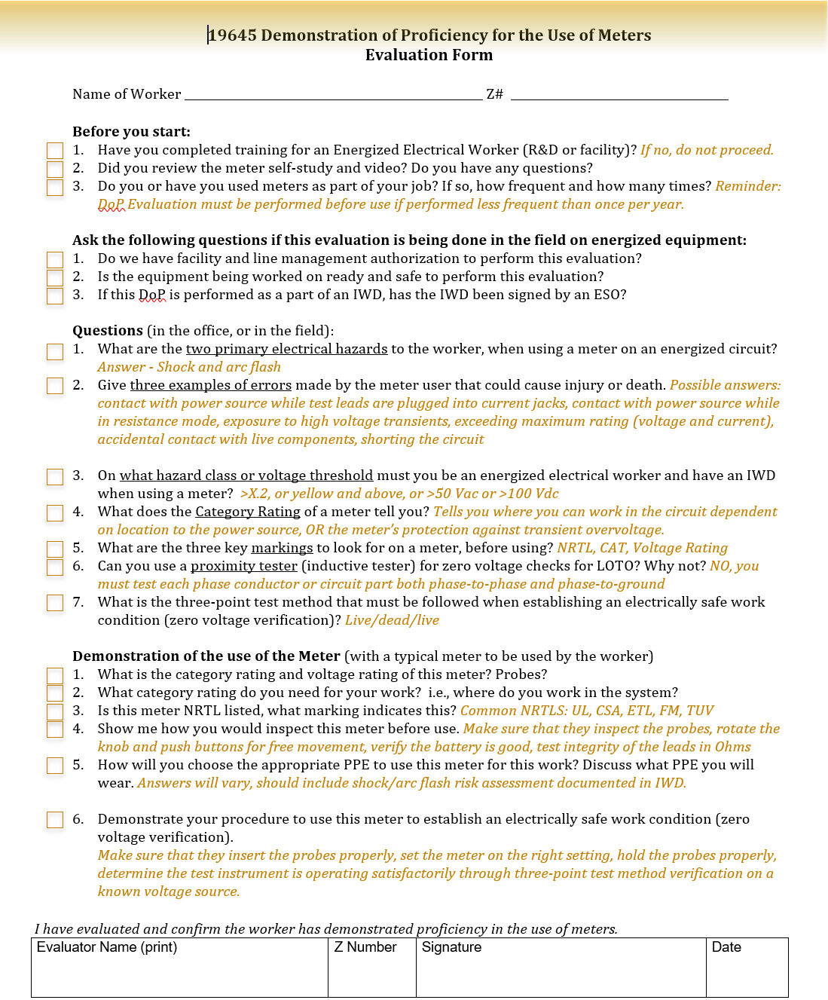 19645 Demonstration of Proficiency for the Use of Meters
Evaluation Form
Name of Worker ______________ Z# ______________
Before you start:
1. Have you completed training for an Energized Electrical Worker (R&D or facility)? If no, do not proceed.
2. Did you review the meter self-study and video? Do you have any questions?
3. Do you or have you used meters as part of your job? If so, how frequent and how many times? Reminder:
DoP Evaluation must be performed before use if performed less frequent than once per year.
Ask the following questions if this evaluation is being done in the field on energized equipment:
1. Do we have facility and line management authorization to perform this evaluation?
2. Is the equipment being worked on ready and safe to perform this evaluation?
3. If this DoP is performed as a part of an IWD, has the IWD been signed by an ESO?
Questions (in the office, or in the field):
1. What are the two primary electrical hazards to the worker, when using a meter on an energized circuit?
Answer - Shock and arc flash
2. Give three examples of errors made by the meter user that could cause injury or death. Possible answers:
contact with power source while test leads are plugged into current jacks, contact with power source while
in resistance mode, exposure to high voltage transients, exceeding maximum rating (voltage and current),
accidental contact with live components, shorting the circuit
3. On what hazard class or voltage threshold must you be an energized electrical worker and have an IWD
when using a meter? >X.2, or yellow and above, or >50 Vac or >100 Vdc
4. What does the Category Rating of a meter tell you? Tells you where you can work in the circuit dependent
on location to the power source, OR the meter's protection against transient overvoltage.
5. What are the three key markings to look for on a meter, before using? NRTL, CAT, Voltage Rating
6. Can you use a proximity tester (inductive tester) for zero voltage checks for LOTO? Why not? NO, you
must test each phase conductor or circuit part both phase-to-phase and phase-to-ground
7. What is the three-point test method that must be followed when establishing an electrically safe work
condition (zero voltage verification)? Live/dead/live
Demonstration of the use of the Meter (with a typical meter to be used by the worker)
1. What is the category rating and voltage rating of this meter? Probes?
2. What category rating do you need for your work? i.e., where do you work in the system?
3. Is this meter NRTL listed, what marking indicates this? Common NRTLS: UL, CSA, ETL, FM, TUV
4. Show me how you would inspect this meter before use. Make sure that they inspect the probes, rotate the
knob and push buttons for free movement, verify the battery is good, test integrity of the leads in Ohms
5. How will you choose the appropriate PPE to use this meter for this work? Discuss what PPE you will
wear. Answers will vary, should include shock/arc flash risk assessment documented in IWD.
6. Demonstrate your procedure to use this meter to establish an electrically safe work condition (zero
voltage verification).
Make sure that they insert the probes properly, set the meter on the right setting, hold the probes properly,
determine the test instrument is operating satisfactorily through three-point test method verification on a
known voltage source.
I have evaluated and confirm the worker has demonstrated proficiency in the use of meters.
Evaluator Name (print) Z Number Signature Date